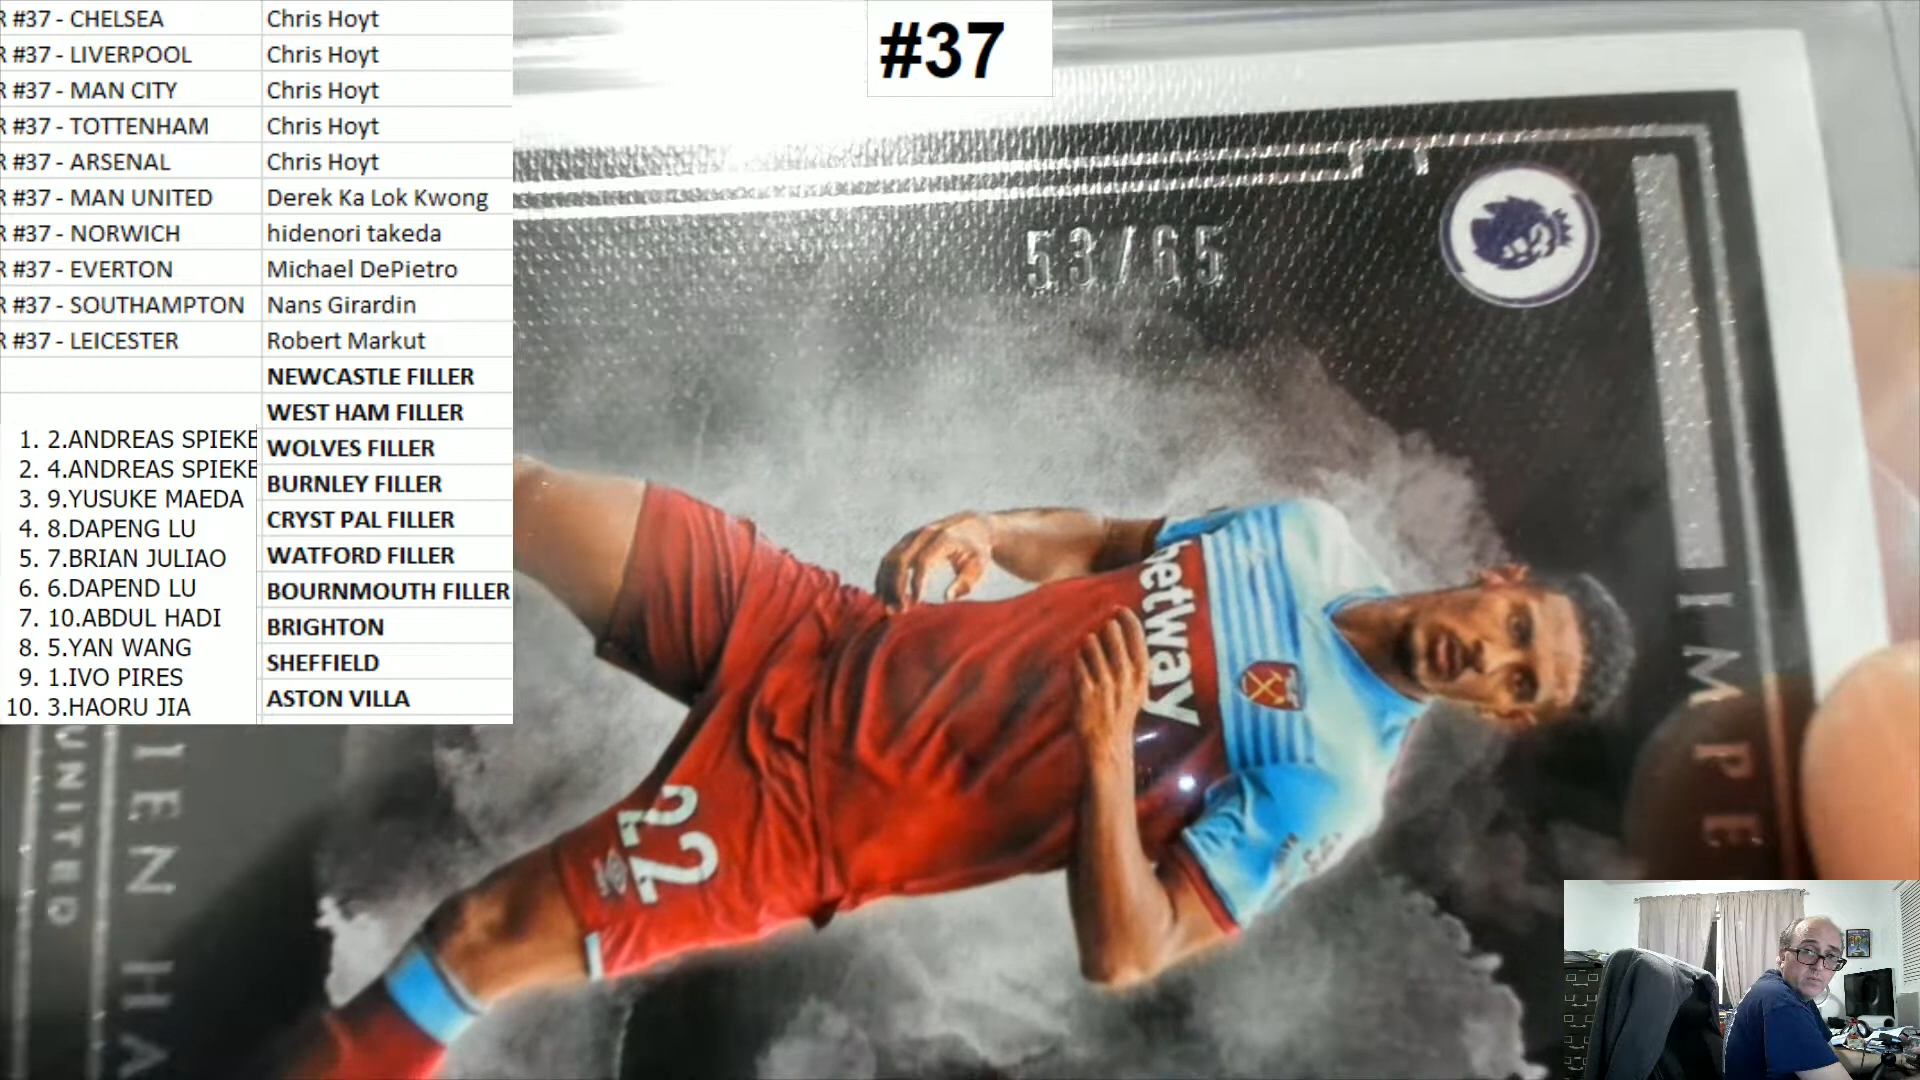 R #37 - CHELSEA Chris Hoyt
R #37 - LIVERPOOL Chris Hoyt
R #37 - MAN CITY Chris Hoyt
R #37 - TOTTENHAM Chris Hoyt
R #37 - ARSENAL Chris Hoyt
R #37 - MAN UNITED Derek Ka Lok Kwong
R #37 - NORWICH hidenori takeda
R #37 - EVERTON Michael DePietro
R #37 - SOUTHAMPTON Nans Girardin
R #37 - LEICESTER Robert Markut
NEWCASTLE FILLER
WEST HAM FILLER
WOLVES FILLER
BURNLEY FILLER
CRYST PAL FILLER
WATFORD FILLER
BOURNMOUTH FILLER
BRIGHTON
SHEFFIELD
ASTON VILLA
1. 2.ANDREAS SPIEKE
2. 4.ANDREAS SPIEKE
3. 9.YUSUKE MAEDA
4. 8.DAPENG LU
5. 7.BRIAN JULIAO
6. 6.DAPEND LU
7. 10.ABDUL HADI
8. 5.YAN WANG
9. 1.IVO PIRES
10. 3.HAORU JIA
#37
53/65
IMPE
betway
22
IEN HA
UNITED